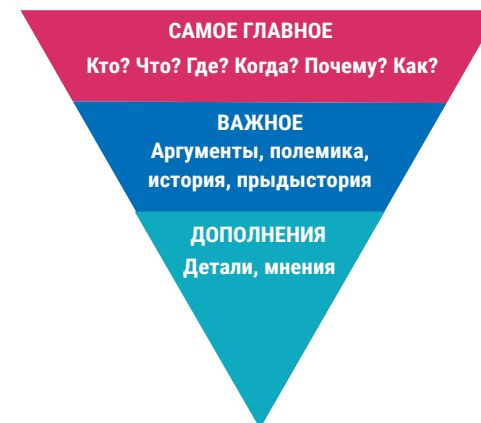 САМОЕ ГЛАВНОЕ
Кто? Что? Где? Когда? Почему? Как?
ВАЖНОЕ
Аргументы, полемика,
история, прыдыстория
ДОПОЛНЕНИЯ
Детали, мнения